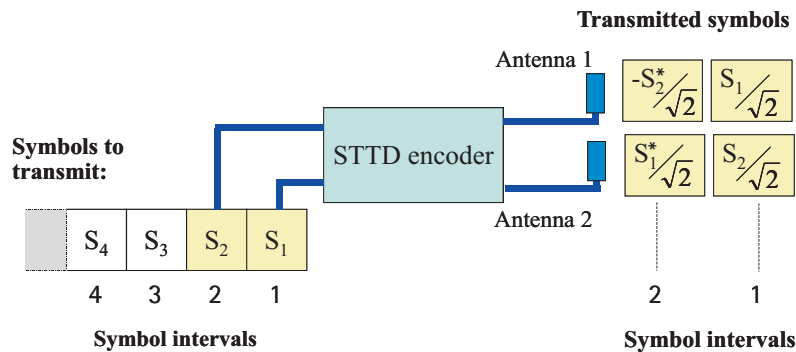 Transmitted symbols
Antenna 1
-S₂*/√2 S₁/√2
Symbols to
transmit:
STTD encoder
S₁*/√2 S₂/√2
Antenna 2
S₄ S₃ S₂ S₁
4 3 2 1
2 1
Symbol intervals
Symbol intervals